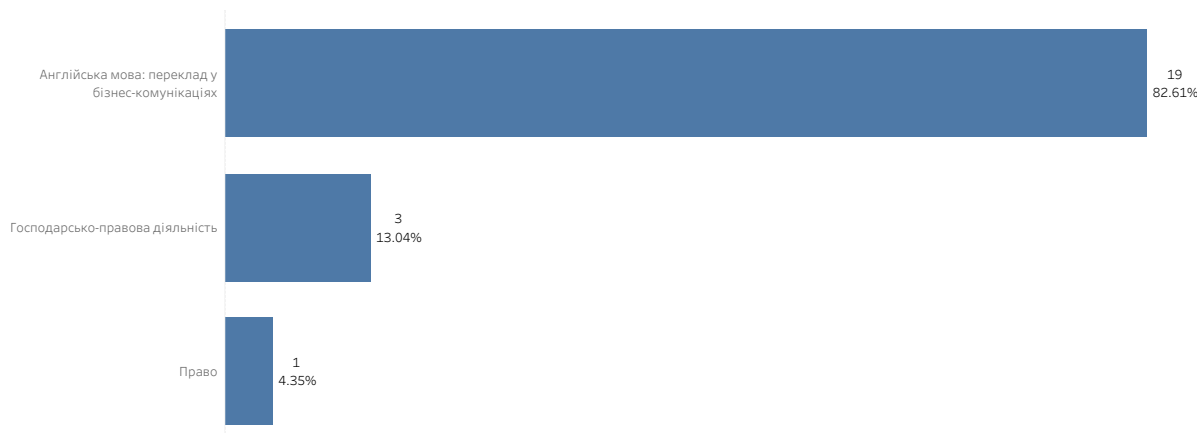 Англійська мова: переклад у
бізнес-комунікаціях
19
82.61%
Господарсько-правова діяльність
3
13.04%
Право
1
4.35%